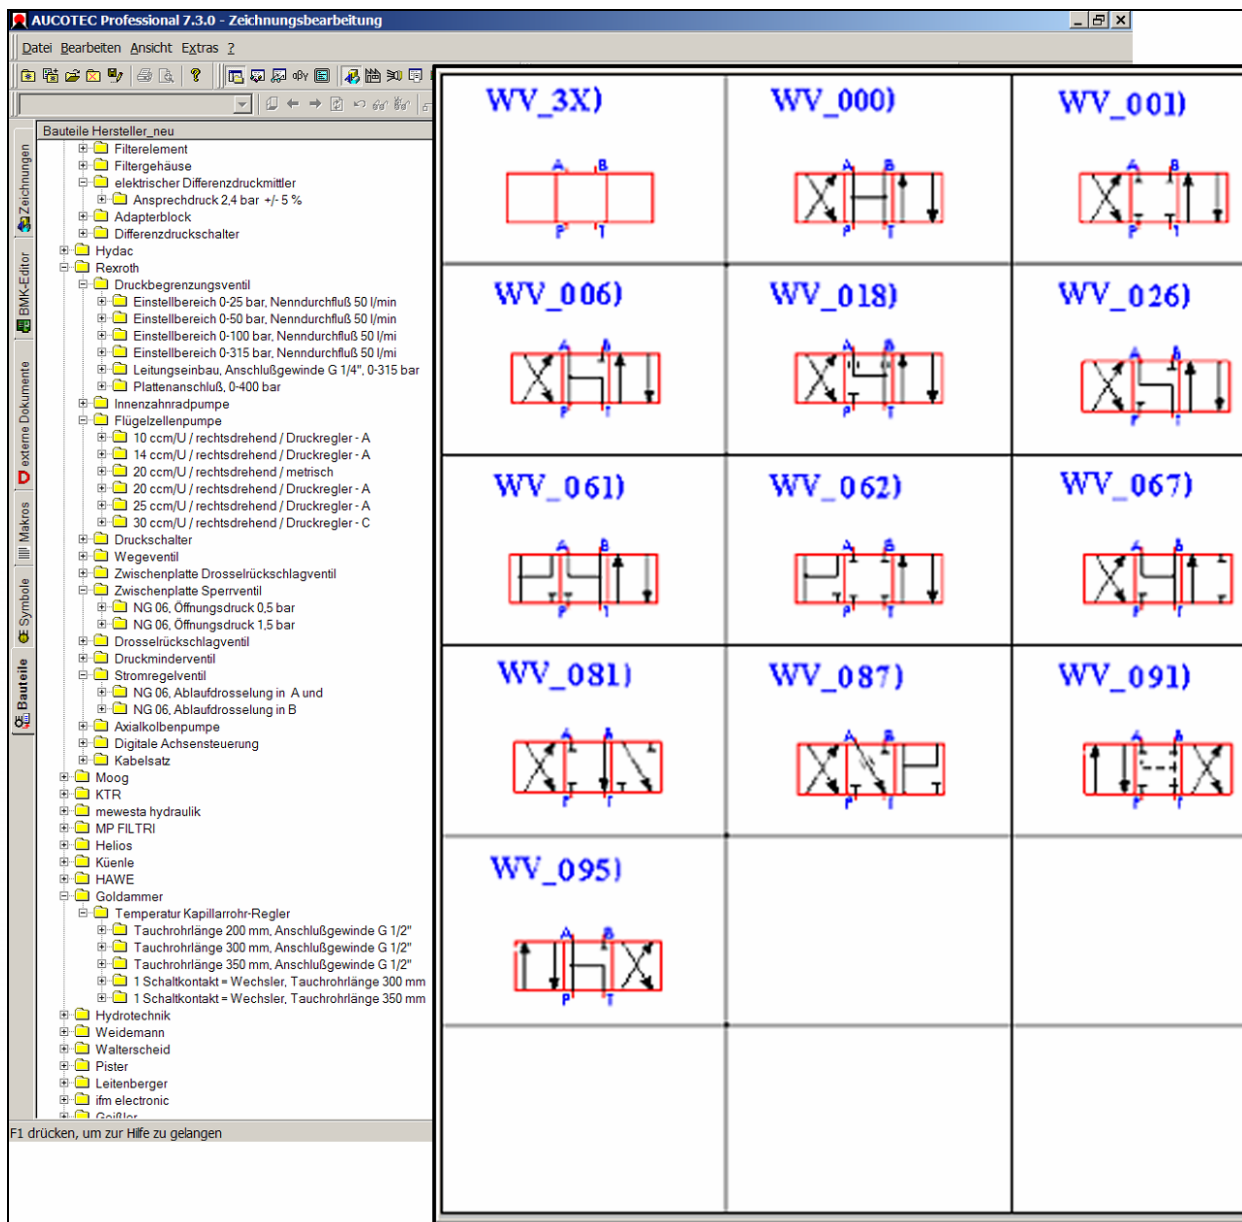 AUCOTEC Professional 7.3.0 - Zeichnungsbearbeitung
Datei Bearbeiten Ansicht Extras ?
Bauteile Hersteller_neu
Filterelement
Filtergehäuse
elektrischer Differenzdruckmittler
Ansprechdruck 2,4 bar +/- 5 %
Adapterblock
Differenzdruckschalter
Hydac
Rexroth
Druckbegrenzungsventil
Einstellbereich 0-25 bar, Nenndurchfluß 50 l/min
Einstellbereich 0-50 bar, Nenndurchfluß 50 l/min
Einstellbereich 0-100 bar, Nenndurchfluß 50 l/mi
Einstellbereich 0-315 bar, Nenndurchfluß 50 l/mi
Leitungseinbau, Anschlußgewinde G 1/4", 0-315 bar
Plattenanschluß, 0-400 bar
Innenzahnradpumpe
Flügelzellenpumpe
10 ccm/U / rechtsdrehend / Druckregler - A
14 ccm/U / rechtsdrehend / Druckregler - A
20 ccm/U / rechtsdrehend / metrisch
20 ccm/U / rechtsdrehend / Druckregler - A
25 ccm/U / rechtsdrehend / Druckregler - A
30 ccm/U / rechtsdrehend / Druckregler - C
Druckschalter
Wegeventil
Zwischenplatte Drosselrückschlagventil
Zwischenplatte Sperrventil
NG 06, Öffnungsdruck 0,5 bar
NG 06, Öffnungsdruck 1,5 bar
Drosselrückschlagventil
Druckminderventil
Stromregelventil
NG 06, Ablaufdrosselung in A und
NG 06, Ablaufdrosselung in B
Axialkolbenpumpe
Digitale Achsensteuerung
Kabelsatz
Moog
KTR
mewesta hydraulik
MP FILTRI
Helios
Küenle
HAWE
Goldammer
Temperatur Kapillarrohr-Regler
Tauchrohrlänge 200 mm, Anschlußgewinde G 1/2"
Tauchrohrlänge 300 mm, Anschlußgewinde G 1/2"
Tauchrohrlänge 350 mm, Anschlußgewinde G 1/2"
1 Schaltkontakt = Wechsler, Tauchrohrlänge 300 mm
1 Schaltkontakt = Wechsler, Tauchrohrlänge 350 mm
Hydrotechnik
Weidemann
Walterscheid
Pister
Leitenberger
ifm electronic
Geißler
F1 drücken, um zur Hilfe zu gelangen
Zeichnungen
BMK-Editor
D externe Dokumente
Makros
Symbole
Bauteile
WV_3X) WV_000) WV_001)
A B A B A B
P T P T P T
WV_006) WV_018) WV_026)
A B A B A B
P T P T P T
WV_061) WV_062) WV_067)
A B A B A B
P T P T P T
WV_081) WV_087) WV_091)
A B A B A B
P T P T P T
WV_095)
A B
P T